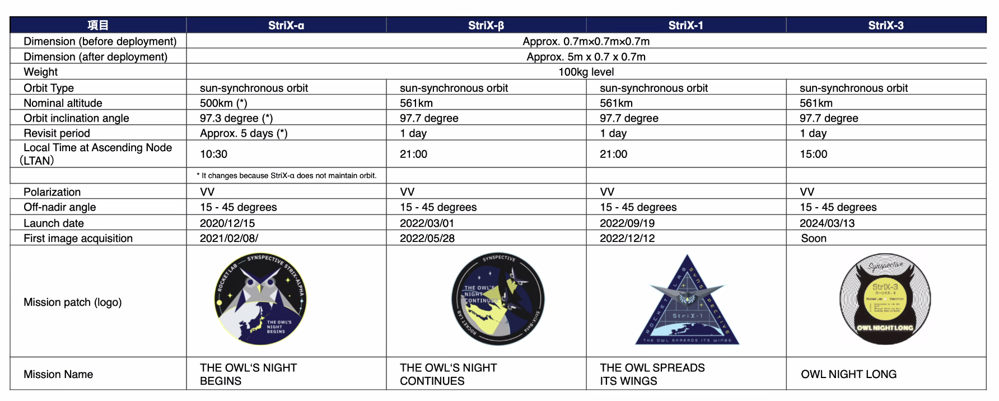 項目 StriX-α StriX-β StriX-1 StriX-3
Dimension (before deployment) Approx. 0.7m×0.7m×0.7m
Dimension (after deployment) Approx. 5m x 0.7 x 0.7m
Weight 100kg level
Orbit Type sun-synchronous orbit sun-synchronous orbit sun-synchronous orbit sun-synchronous orbit
Nominal altitude 500km (*) 561km 561km 561km
Orbit inclination angle 97.3 degree (*) 97.7 degree 97.7 degree 97.7 degree
Revisit period Approx. 5 days (*) 1 day 1 day 1 day
Local Time at Ascending Node
（LTAN） 10:30 21:00 21:00 15:00
* It changes because StriX-α does not maintain orbit.
Polarization VV VV VV VV
Off-nadir angle 15 - 45 degrees 15 - 45 degrees 15 - 45 degrees 15 - 45 degrees
Launch date 2020/12/15 2022/03/01 2022/09/19 2024/03/13
First image acquisition 2021/02/08/ 2022/05/28 2022/12/12 Soon
Mission patch (logo)
ROCKET LAB SYNSPECTIVE STRIX-ALPHA
THE OWL'S
NIGHT
BEGINS
SYNSPECTIVE
THE OWL'S
NIGHT
CONTINUES
ROCKET LAB
StriX-Beta
ROCKET LAB SYNSPECTIVE
StriX-1
THE OWL SPREADS ITS WINGS
Synspective
StriX-3
ストリクス-3
Rocket Lab Electron
OWL NIGHT LONG
Mission Name
THE OWL‘S NIGHT
BEGINS
THE OWL‘S NIGHT
CONTINUES
THE OWL SPREADS
ITS WINGS
OWL NIGHT LONG